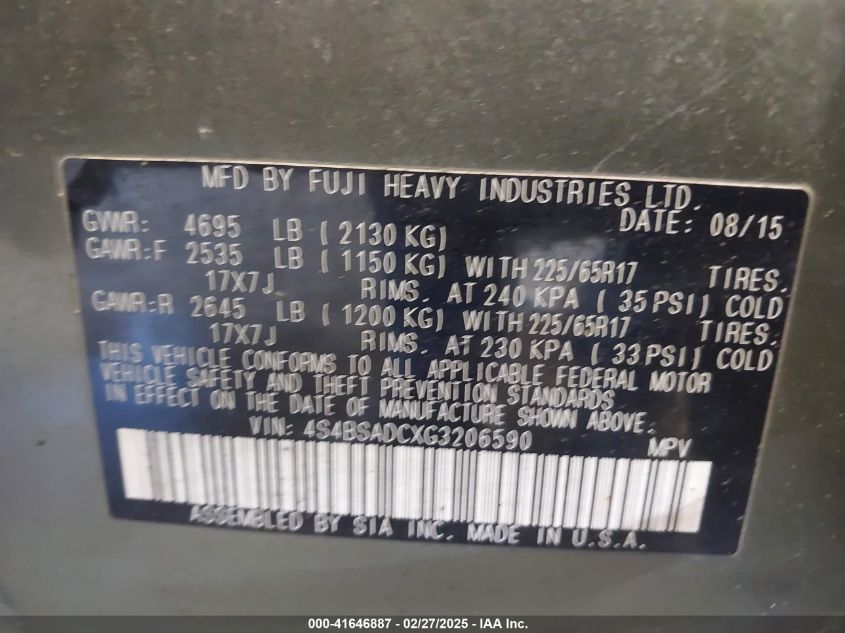 MFD BY FUJI HEAVY INDUSTRIES LTD.
DATE: 08/15
GVWR: 4695 LB ( 2130 KG)
GAWR:F 2535 LB ( 1150 KG) WITH 225/65R17 TIRES.
17X7J RIMS. AT 240 KPA ( 35 PSI) COLD
GAWR:R 2645 LB ( 1200 KG) WITH 225/65R17 TIRES.
17X7J RIMS. AT 230 KPA ( 33 PSI) COLD
THIS VEHICLE CONFORMS TO ALL APPLICABLE FEDERAL MOTOR
VEHICLE SAFETY AND THEFT PREVENTION STANDARDS
IN EFFECT ON THE DATE OF MANUFACTURE SHOWN ABOVE.
VIN: 4S4BSADCXG3206590 MPV
ASSEMBLED BY SIA INC. MADE IN U.S.A.
000-41646887 - 02/27/2025 - IAA Inc.